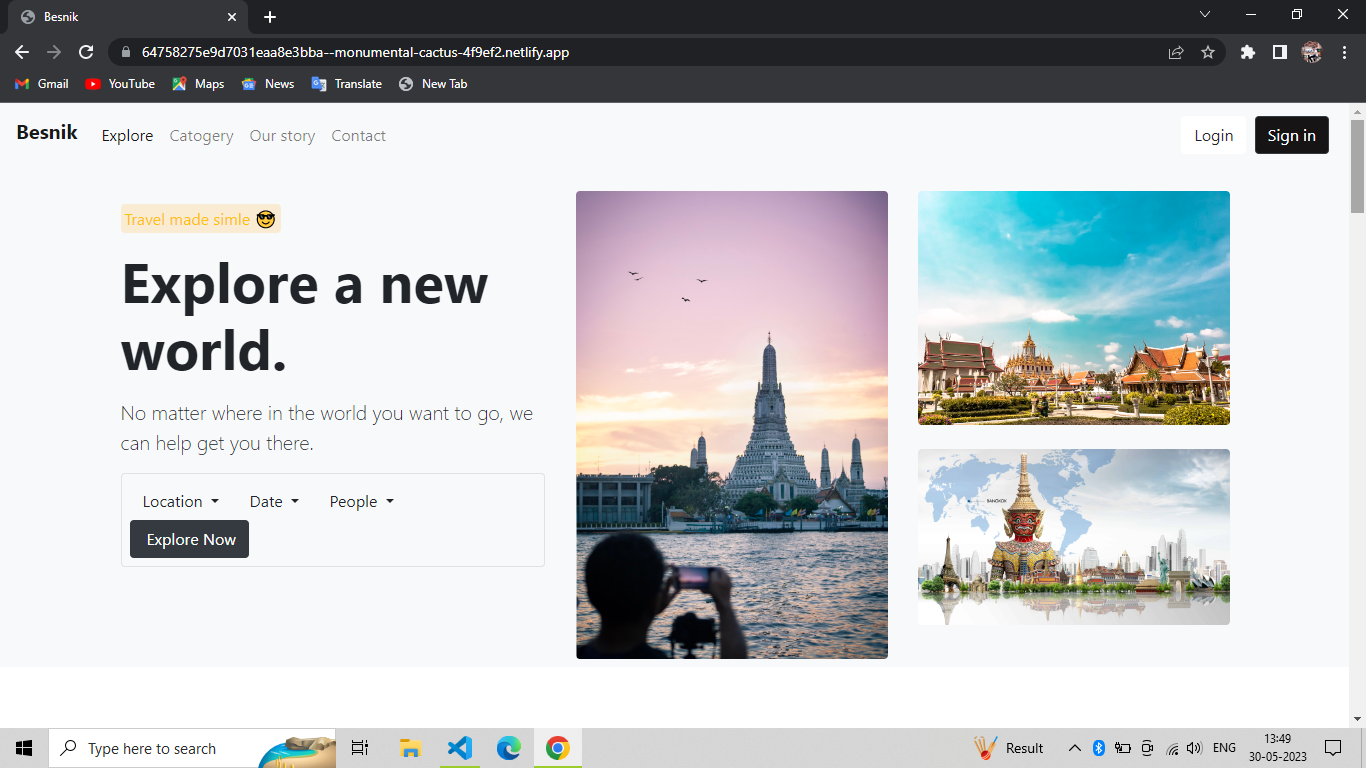 Besnik
64758275e9d7031eaa8e3bba--monumental-cactus-4f9ef2.netlify.app
Gmail YouTube Maps News Translate New Tab
Besnik Explore Catogery Our story Contact Login Sign in
Travel made simle 😎
Explore a new
world.
No matter where in the world you want to go, we
can help get you there.
Location Date People
Explore Now
BANGKOK
Type here to search
Result
ENG
13:49
30-05-2023